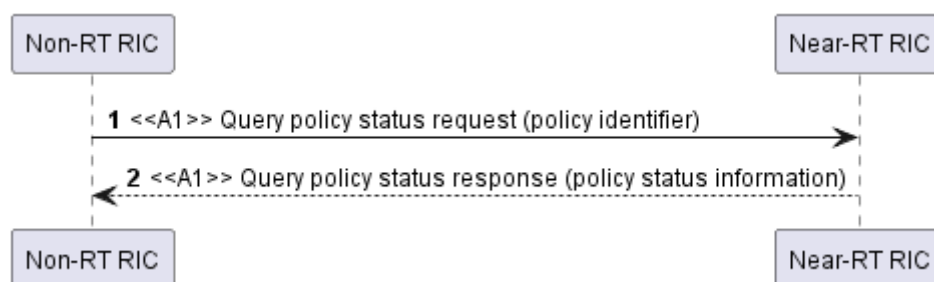 Non-RT RIC
Near-RT RIC
1 <<A1>> Query policy status request (policy identifier)
2 <<A1>> Query policy status response (policy status information)
Non-RT RIC
Near-RT RIC